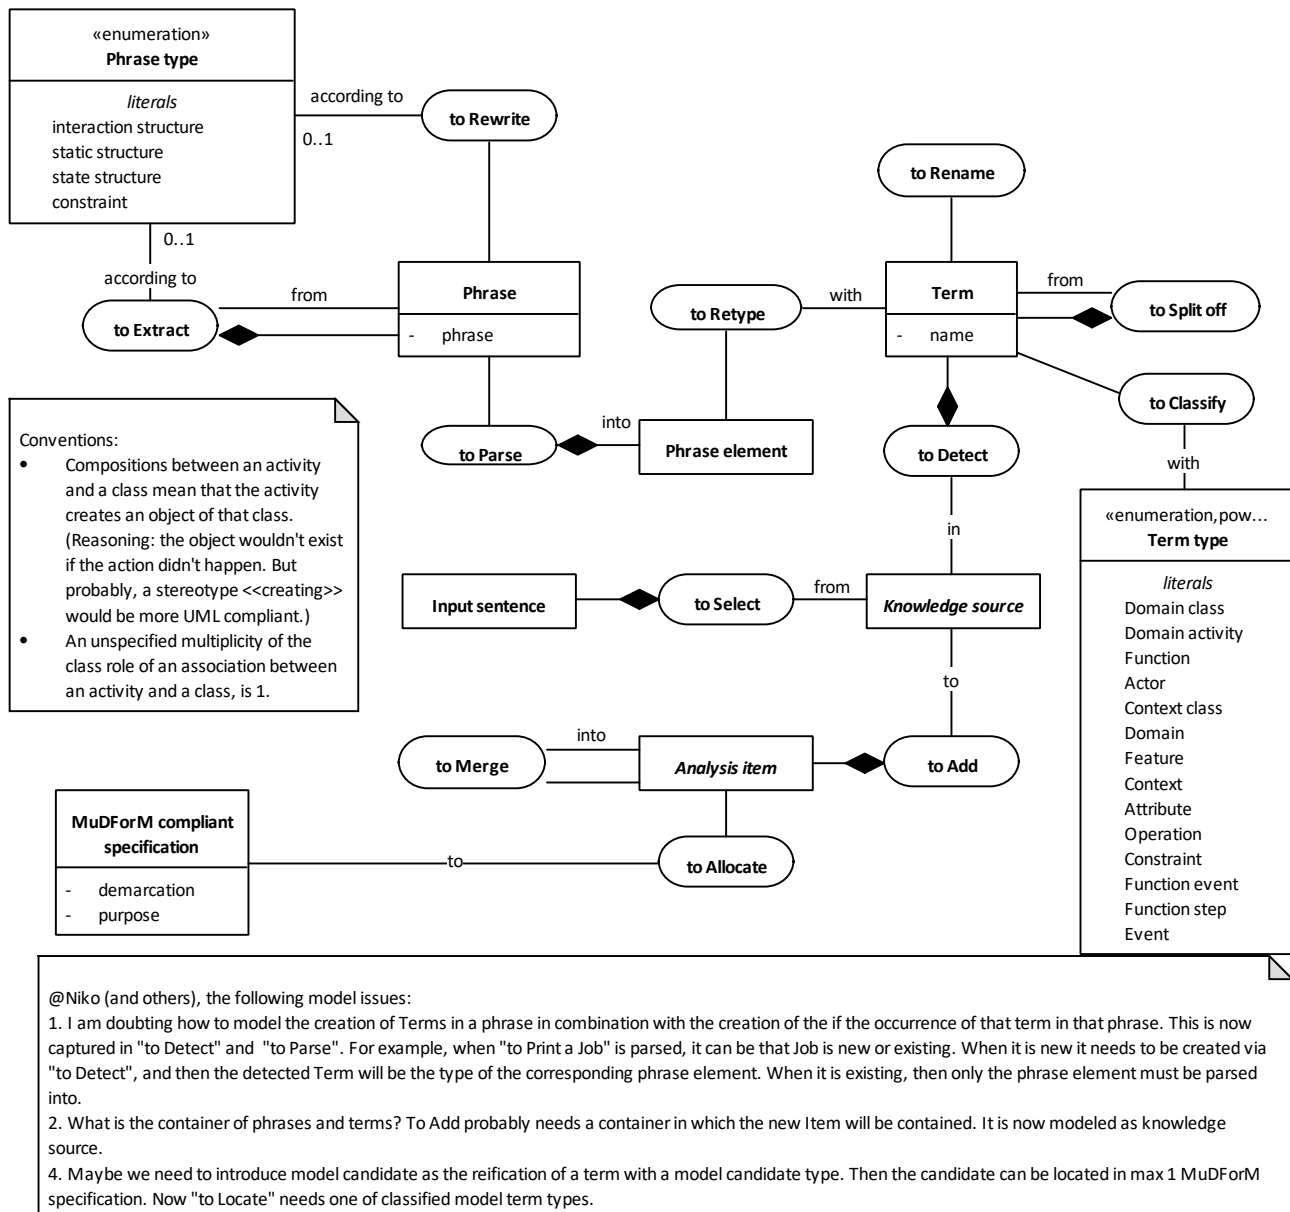 «enumeration»
Phrase type
literals
interaction structure
static structure
state structure
constraint
according to
0..1
to Rewrite
0..1
according to
to Extract
from
Phrase
- phrase
to Rename
to Retype
with
Term
- name
from
to Split off
to Classify
with
to Parse
into
Phrase element
to Detect
in
Conventions:
• Compositions between an activity
and a class mean that the activity
creates an object of that class.
(Reasoning: the object wouldn't exist
if the action didn't happen. But
probably, a stereotype <<creating>>
would be more UML compliant.)
• An unspecified multiplicity of the
class role of an association between
an activity and a class, is 1.
«enumeration,pow...
Term type
literals
Domain class
Domain activity
Function
Actor
Context class
Domain
Feature
Context
Attribute
Operation
Constraint
Function event
Function step
Event
Input sentence
to Select
from
Knowledge source
to
to Merge
into
Analysis item
to Add
MuDForM compliant
specification
- demarcation
- purpose
to
to Allocate
@Niko (and others), the following model issues:
1. I am doubting how to model the creation of Terms in a phrase in combination with the creation of the if the occurrence of that term in that phrase. This is now
captured in "to Detect" and "to Parse". For example, when "to Print a Job" is parsed, it can be that Job is new or existing. When it is new it needs to be created via
"to Detect", and then the detected Term will be the type of the corresponding phrase element. When it is existing, then only the phrase element must be parsed
into.
2. What is the container of phrases and terms? To Add probably needs a container in which the new Item will be contained. It is now modeled as knowledge
source.
4. Maybe we need to introduce model candidate as the reification of a term with a model candidate type. Then the candidate can be located in max 1 MuDForM
specification. Now "to Locate" needs one of classified model term types.